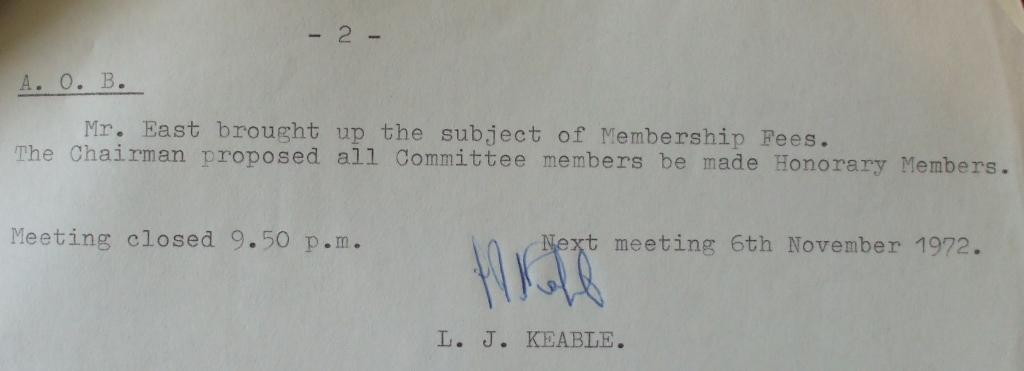 - 2 -
A. O. B.
Mr. East brought up the subject of Membership Fees.
The Chairman proposed all Committee members be made Honorary Members.
Meeting closed 9.50 p.m. Next meeting 6th November 1972.
L. J. KEABLE.